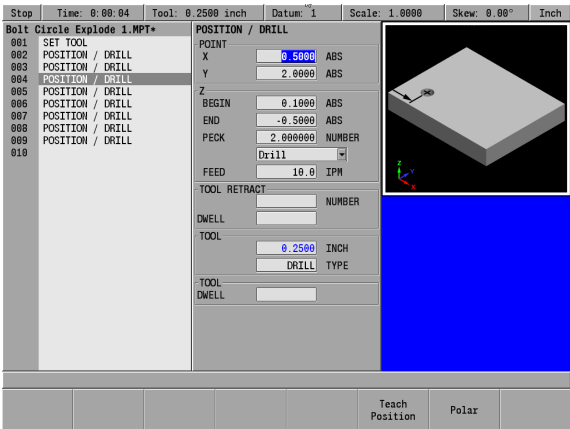 Stop Time: 0:00:04 Tool: 0.2500 inch Datum: 1 Scale: 1.0000 Skew: 0.00° Inch
Bolt Circle Explode 1.MPT*
001 SET TOOL
002 POSITION / DRILL
003 POSITION / DRILL
004 POSITION / DRILL
005 POSITION / DRILL
006 POSITION / DRILL
007 POSITION / DRILL
008 POSITION / DRILL
009 POSITION / DRILL
010
POSITION / DRILL
POINT
X 0.5000 ABS
Y 2.0000 ABS
Z
BEGIN 0.1000 ABS
END -0.5000 ABS
PECK 2.000000 NUMBER
Drill
FEED 10.0 IPM
TOOL RETRACT
NUMBER
DWELL
TOOL
0.2500 INCH
DRILL TYPE
TOOL
DWELL
Z
Y
X
Teach Position
Polar